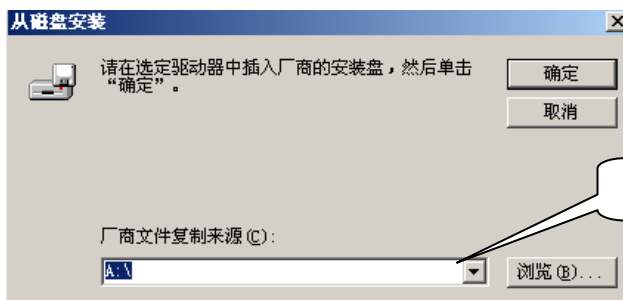 从磁盘安装
请在选定驱动器中插入厂商的安装盘，然后单击
“确定”。
确定
取消
厂商文件复制来源(C):
A:\
浏览(B)...